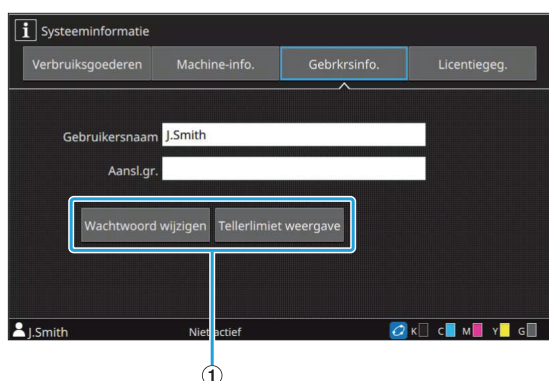 Systeeminformatie
Verbruiksgoederen Machine-info. Gebrkrsinfo. Licentiegeg.
Gebruikersnaam J.Smith
Aansl.gr.
Wachtwoord wijzigen Tellerlimiet weergave
J.Smith Niet actief K C M Y G
①